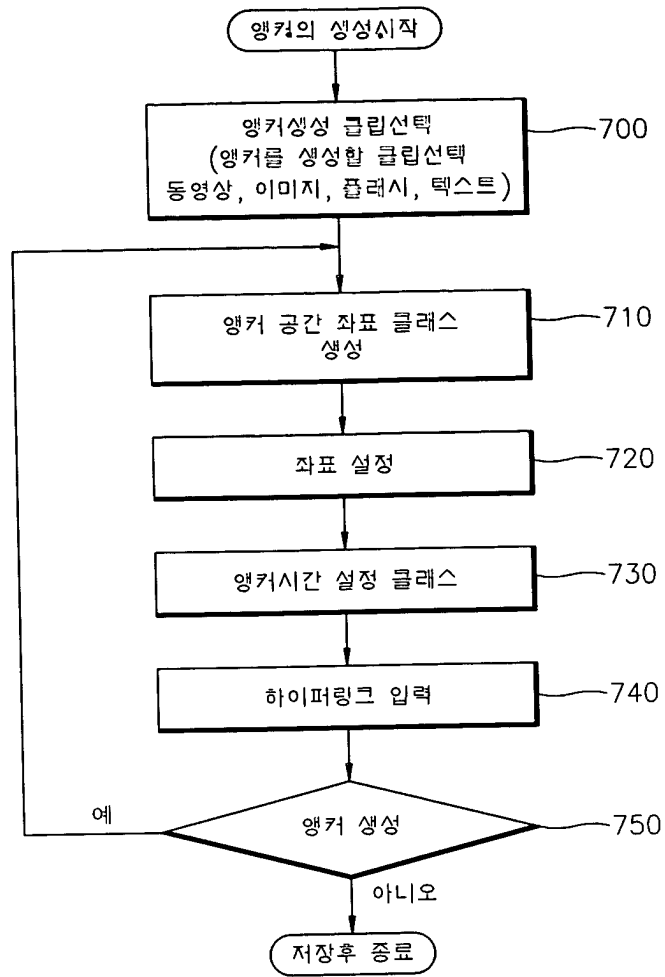 앵커의 생성시작
앵커생성 클립선택
(앵커를 생성할 클립선택
동영상, 이미지, 플래시, 텍스트)
700
앵커 공간 좌표 클래스
생성
710
좌표 설정
720
앵커시간 설정 클래스
730
하이퍼링크 입력
740
앵커 생성
750
예
아니오
저장후 종료